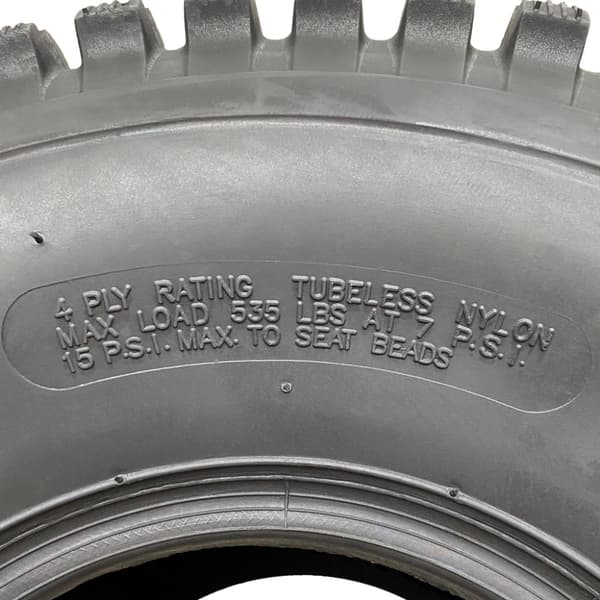 4 PLY RATING TUBELESS NYLON
MAX LOAD 535 LBS AT 7 P.S.I.
15 P.S.I. MAX. TO SEAT BEADS